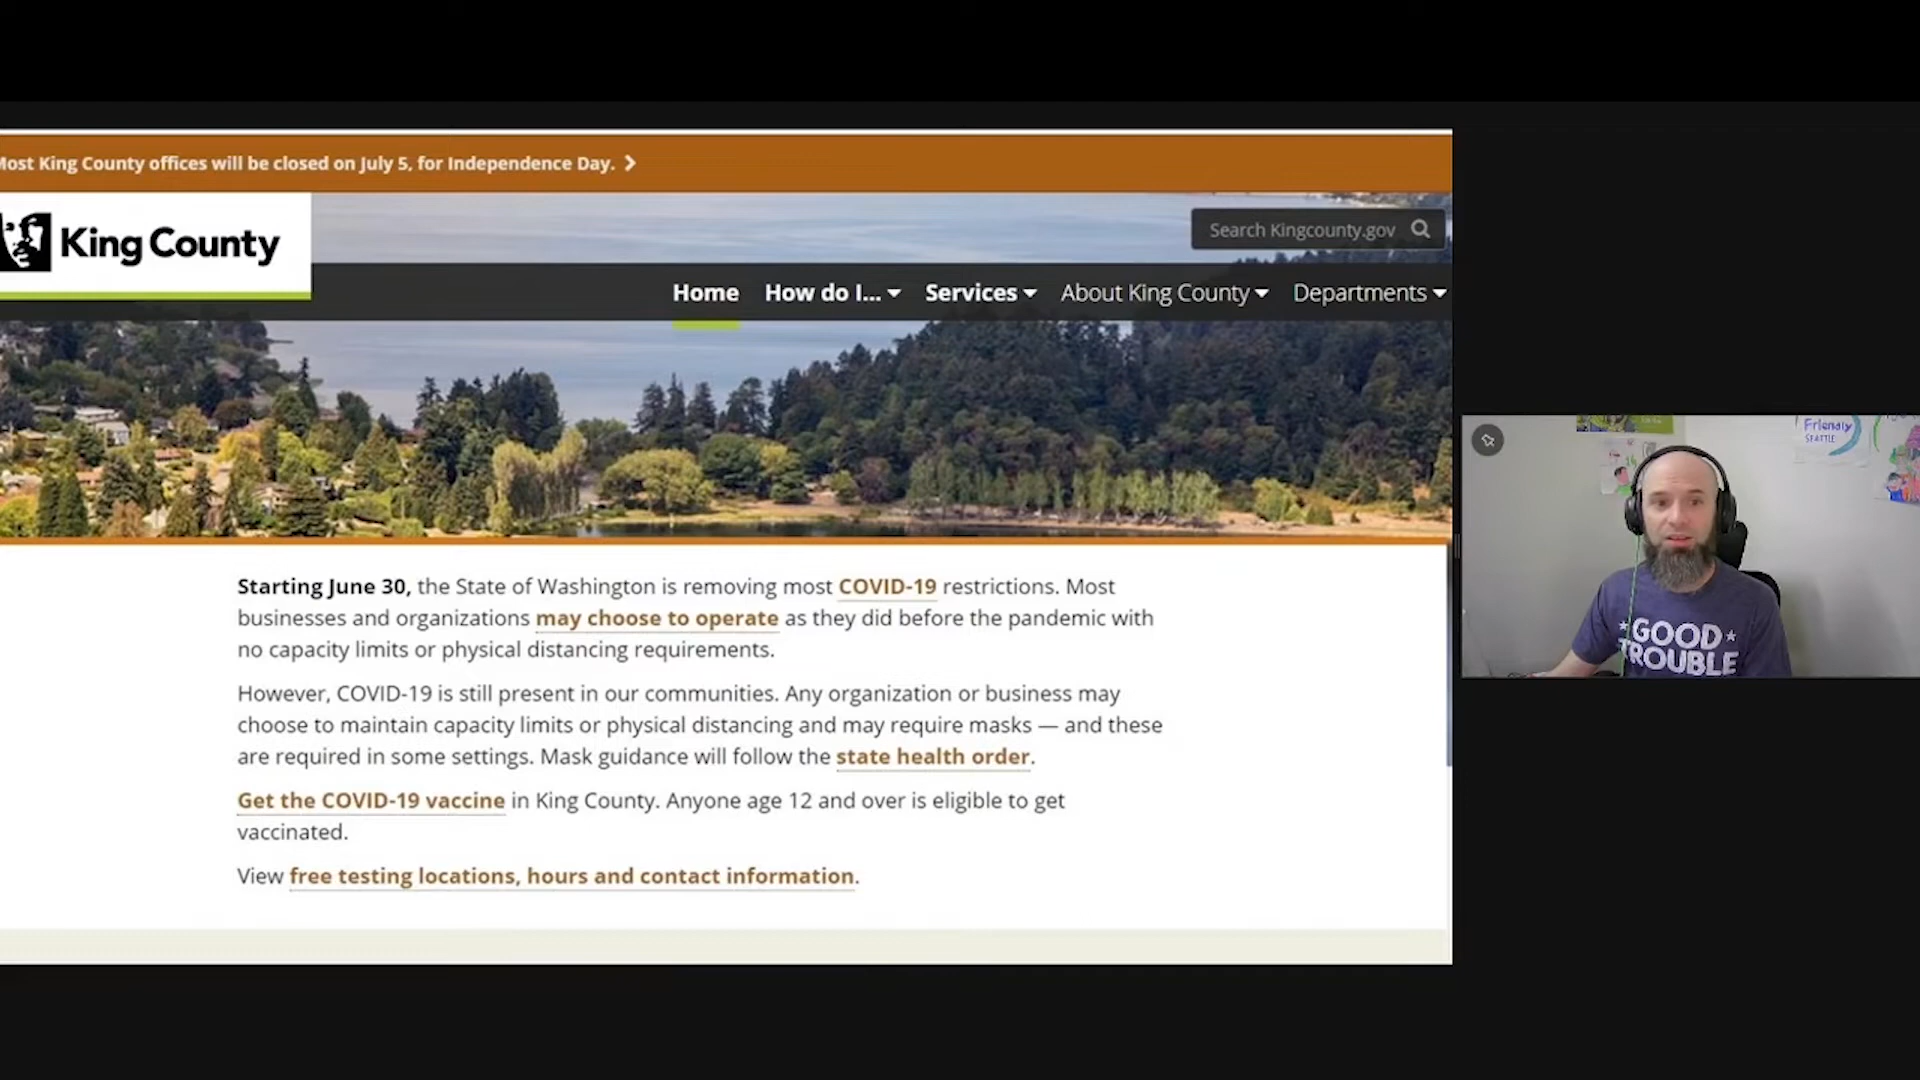 Most King County offices will be closed on July 5, for Independence Day.
King County
Search Kingcounty.gov
Home How do I... Services About King County Departments
Starting June 30, the State of Washington is removing most COVID-19 restrictions. Most
businesses and organizations may choose to operate as they did before the pandemic with
no capacity limits or physical distancing requirements.
However, COVID-19 is still present in our communities. Any organization or business may
choose to maintain capacity limits or physical distancing and may require masks — and these
are required in some settings. Mask guidance will follow the state health order.
Get the COVID-19 vaccine in King County. Anyone age 12 and over is eligible to get
vaccinated.
View free testing locations, hours and contact information.
Friendly
SEATTLE
GOOD
TROUBLE